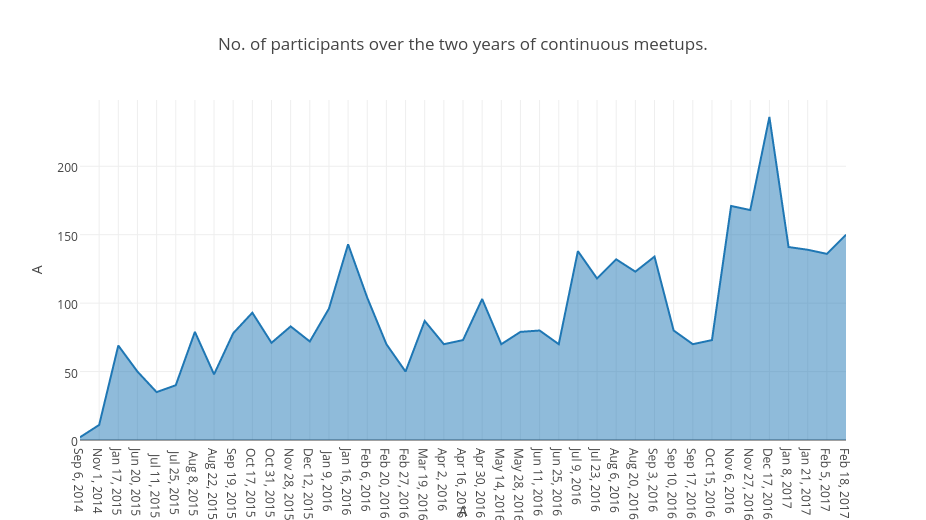 No. of participants over the two years of continuous meetups.
A
200
150
100
50
0
Sep 6, 2014
Nov 1, 2014
Jan 17, 2015
Jun 20, 2015
Jul 11, 2015
Jul 25, 2015
Aug 8, 2015
Aug 22, 2015
Sep 19, 2015
Oct 17, 2015
Oct 31, 2015
Nov 28, 2015
Dec 12, 2015
Jan 9, 2016
Jan 16, 2016
Feb 6, 2016
Feb 20, 2016
Feb 27, 2016
Mar 19, 2016
Apr 2, 2016
Apr 16, 2016
Apr 30, 2016
May 14, 2016
May 28, 2016
Jun 11, 2016
Jun 25, 2016
Jul 9, 2016
Jul 23, 2016
Aug 6, 2016
Aug 20, 2016
Sep 3, 2016
Sep 10, 2016
Sep 17, 2016
Oct 15, 2016
Nov 6, 2016
Nov 27, 2016
Dec 17, 2016
Jan 8, 2017
Jan 21, 2017
Feb 5, 2017
Feb 18, 2017